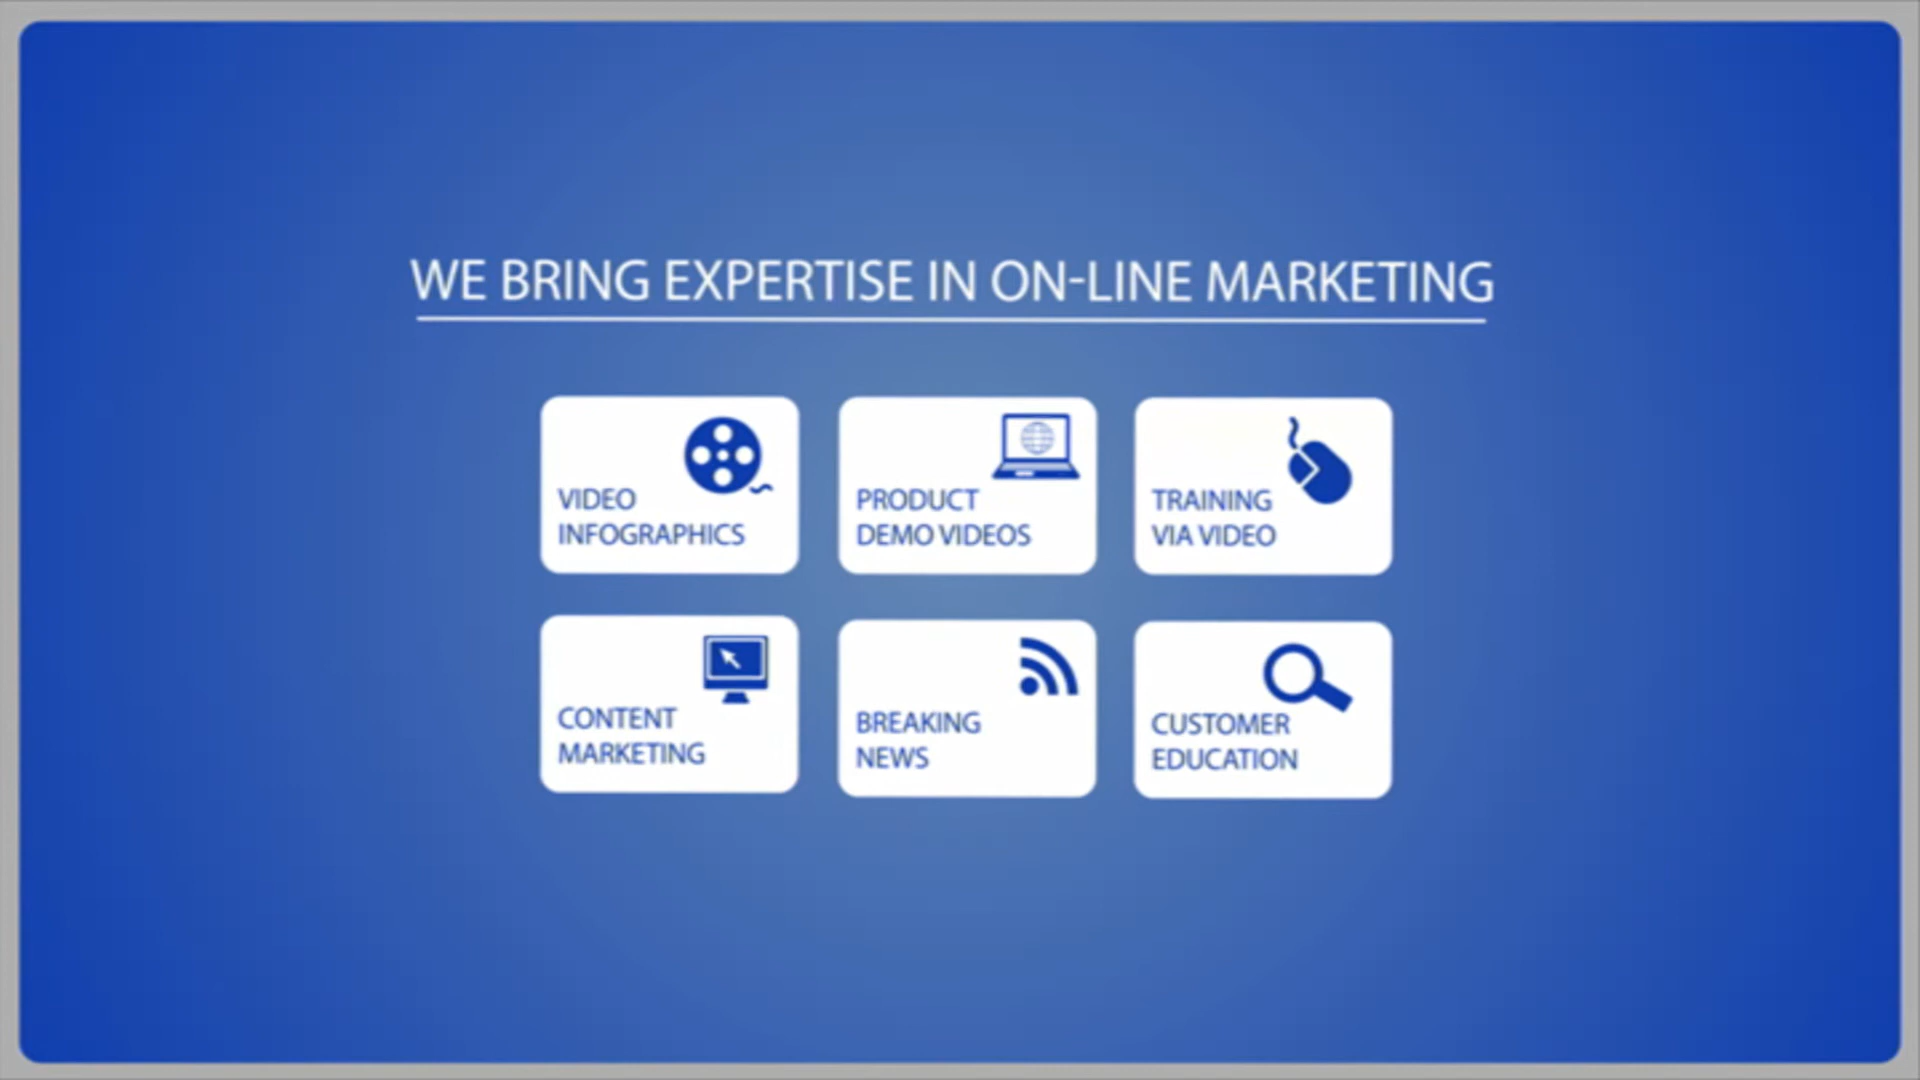 WE BRING EXPERTISE IN ON-LINE MARKETING
VIDEO
INFOGRAPHICS
PRODUCT
DEMO VIDEOS
TRAINING
VIA VIDEO
CONTENT
MARKETING
BREAKING
NEWS
CUSTOMER
EDUCATION